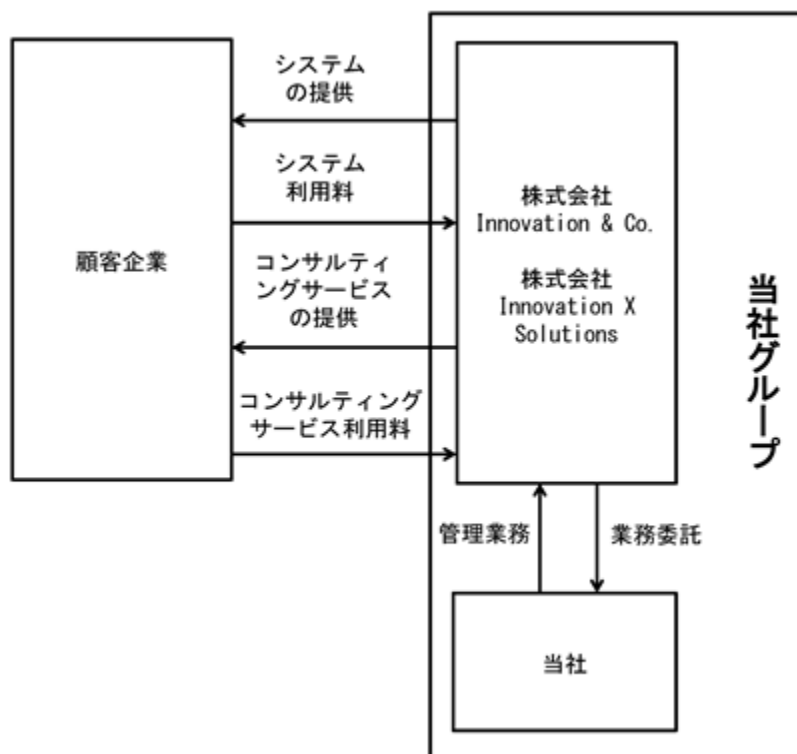 システム
の提供
システム
利用料
顧客企業
コンサルティ
ングサービス
の提供
コンサルティング
サービス利用料
株式会社
Innovation & Co.
株式会社
Innovation X
Solutions
当社グループ
管理業務
業務委託
当社